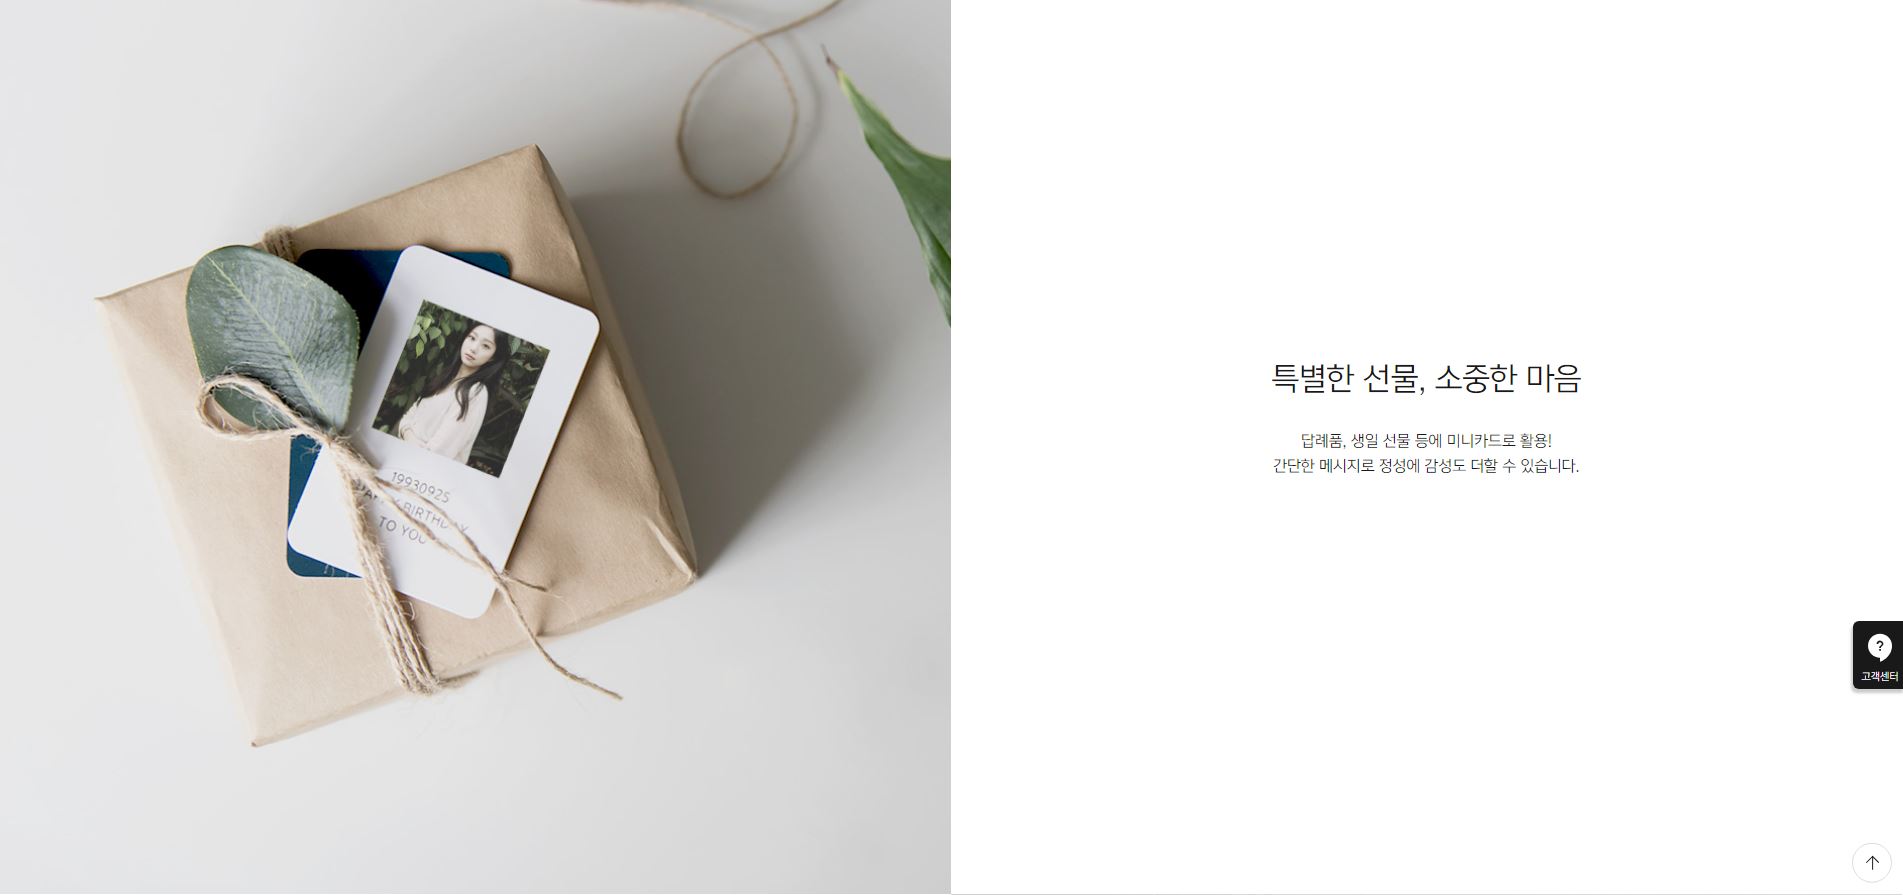 19930925
HAPPY BIRTHDAY
TO YOU
특별한 선물, 소중한 마음
답례품, 생일 선물 등에 미니카드로 활용!
간단한 메시지로 정성에 감성도 더할 수 있습니다.
고객센터